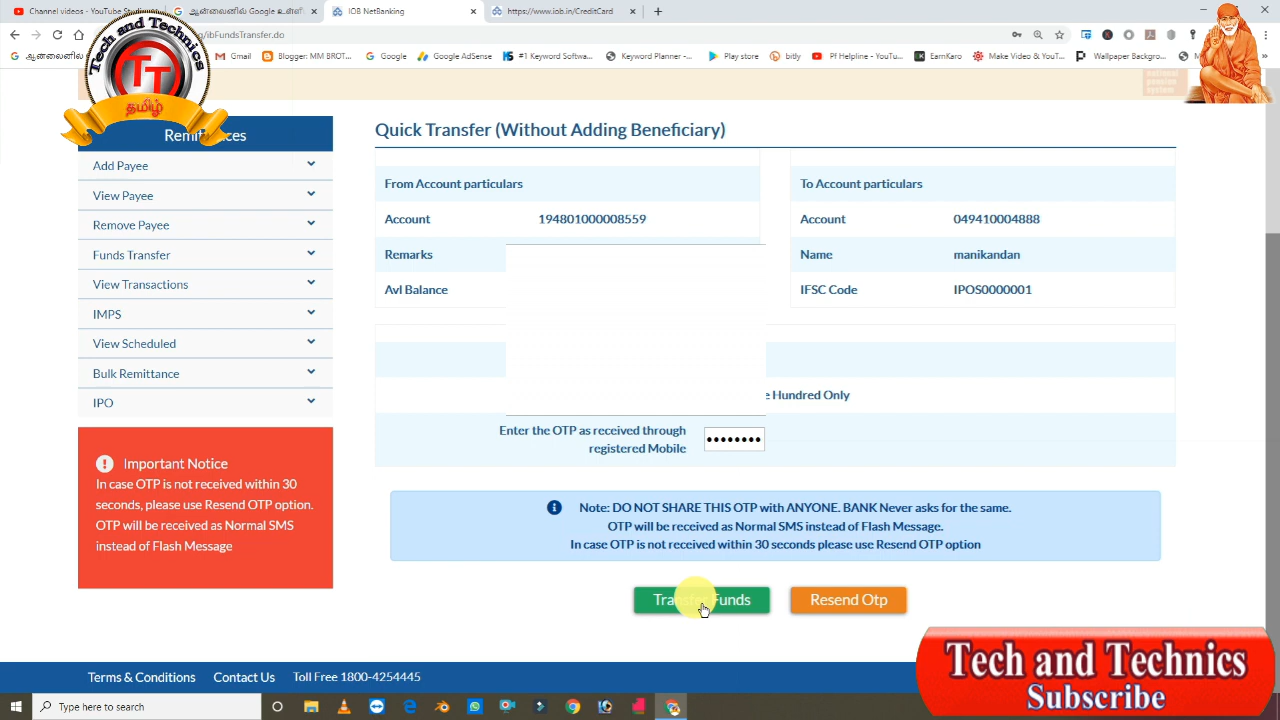 Channel videos - YouTube Studio
ஆன்லைனில் Google உள்
IOB NetBanking
https://www.iob.in/CreditCard
/ibFundsTransfer.do
Gmail
Blogger: MM BROT...
Google
Google AdSense
#1 Keyword Softwa...
Keyword Planner -...
Play store
bitly
Pf Helpline - YouTu...
EarnKaro
Make Video & YouT...
Wallpaper BROW...
Tech and Technics
TT
தமிழ்
national
pension
system
Quick Transfer (Without Adding Beneficiary)
Remittances
Add Payee
View Payee
Remove Payee
Funds Transfer
View Transactions
IMPS
View Scheduled
Bulk Remittance
IPO
From Account particulars
Account 194801000008559
Remarks
Avl Balance
To Account particulars
Account 049410004888
Name manikandan
IFSC Code IPOS0000001
e Hundred Only
Enter the OTP as received through
registered Mobile
••••••••
Important Notice
In case OTP is not received within 30
seconds, please use Resend OTP option.
OTP will be received as Normal SMS
instead of Flash Message
Note: DO NOT SHARE THIS OTP with ANYONE. BANK Never asks for the same.
OTP will be received as Normal SMS instead of Flash Message.
In case OTP is not received within 30 seconds please use Resend OTP option
Transfer Funds
Resend Otp
Terms & Conditions
Contact Us
Toll Free 1800-4254445
Tech and Technics
Subscribe
Type here to search